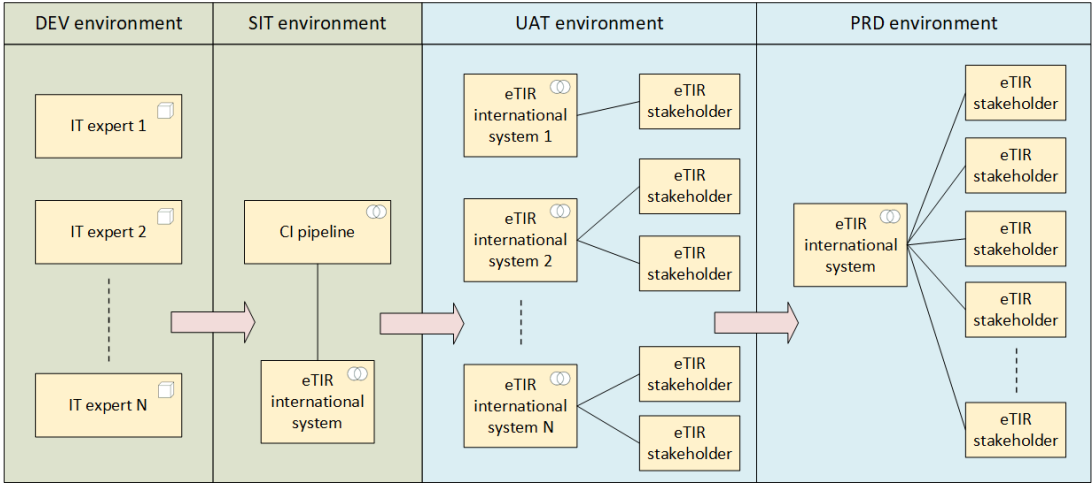 DEV environment
SIT environment
UAT environment
PRD environment
IT expert 1
IT expert 2
IT expert N
CI pipeline
eTIR
international
system
eTIR
international
system 1
eTIR
stakeholder
eTIR
international
system 2
eTIR
stakeholder
eTIR
stakeholder
eTIR
international
system N
eTIR
stakeholder
eTIR
stakeholder
eTIR
international
system
eTIR
stakeholder
eTIR
stakeholder
eTIR
stakeholder
eTIR
stakeholder
eTIR
stakeholder